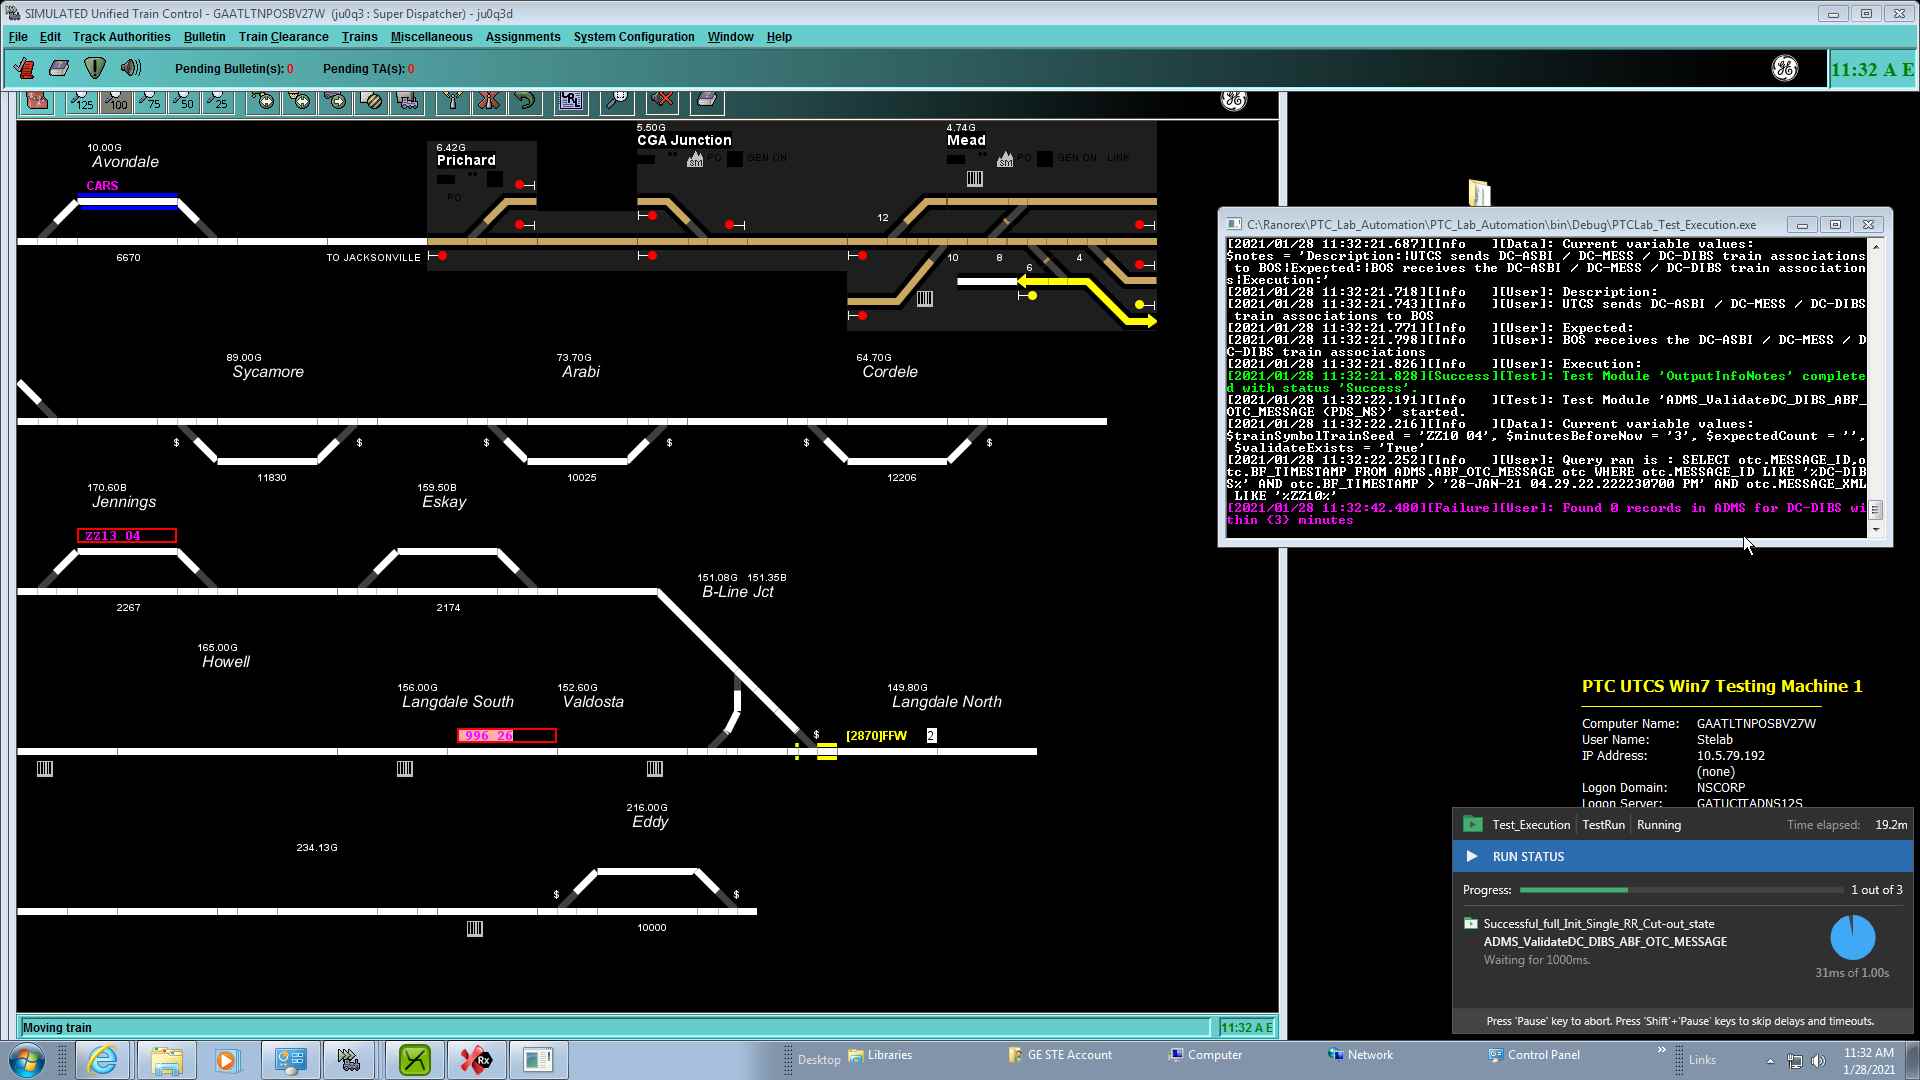 SIMULATED Unified Train Control - GAATLTNPOSBV27W (ju0q3 : Super Dispatcher) - ju0q3d
File Edit Track Authorities Bulletin Train Clearance Trains Miscellaneous Assignments System Configuration Window Help
Pending Bulletin(s): 0 Pending TA(s): 0
11:32 A E
125 100 75 50 25
10.00G
Avondale
CARS
6670
TO JACKSONVILLE
6.42G
Prichard
PO
5.50G
CGA Junction
SM PO GEN ON
4.74G
Mead
SM PO GEN ON LINK
12
10 8 6 4
89.00G
Sycamore
73.70G
Arabi
64.70G
Cordele
$ $ $ $ $ $
11830
10025
12206
170.60B
Jennings
159.50B
Eskay
ZZ13 04
2267
2174
151.08G 151.35B
B-Line Jct
165.00G
Howell
156.00G
Langdale South
152.60G
Valdosta
149.80G
Langdale North
996 26
$
[2870]FFW 2
216.00G
Eddy
234.13G
$ $
10000
Moving train
11:32 A E
C:\Ranorex\PTC_Lab_Automation\PTC_Lab_Automation\bin\Debug\PTCLab_Test_Execution.exe
[2021/01/28 11:32:21.687][Info   ][Data]: Current variable values:
$notes = 'Description:|UTCS sends DC-ASBI / DC-MESS / DC-DIBS train associations
to BOS|Expected:|BOS receives the DC-ASBI / DC-MESS / DC-DIBS train association
s|Execution:'
[2021/01/28 11:32:21.718][Info   ][User]: Description:
[2021/01/28 11:32:21.743][Info   ][User]: UTCS sends DC-ASBI / DC-MESS / DC-DIBS
train associations to BOS
[2021/01/28 11:32:21.771][Info   ][User]: Expected:
[2021/01/28 11:32:21.798][Info   ][User]: BOS receives the DC-ASBI / DC-MESS / D
C-DIBS train associations
[2021/01/28 11:32:21.826][Info   ][User]: Execution:
[2021/01/28 11:32:21.828][Success][Test]: Test Module 'OutputInfoNotes' complete
d with status 'Success'.
[2021/01/28 11:32:22.191][Info   ][Test]: Test Module 'ADMS_ValidateDC_DIBS_ABF_
OTC_MESSAGE (PDS_NS)' started.
[2021/01/28 11:32:22.216][Info   ][Data]: Current variable values:
$trainSymbolTrainSeed = 'ZZ10 04', $minutesBeforeNow = '3', $expectedCount = '',
$validateExists = 'True'
[2021/01/28 11:32:22.252][Info   ][User]: Query ran is : SELECT otc.MESSAGE_ID,o
tc.BF_TIMESTAMP FROM ADMS.ABF_OTC_MESSAGE otc WHERE otc.MESSAGE_ID LIKE '%DC-DIB
S%' AND otc.BF_TIMESTAMP > '28-JAN-21 04.29.22.222230700 PM' AND otc.MESSAGE_XML
LIKE '%ZZ10%'
[2021/01/28 11:32:42.480][Failure][User]: Found 0 records in ADMS for DC-DIBS wi
thin {3} minutes
PTC UTCS Win7 Testing Machine 1
Computer Name: GAATLTNPOSBV27W
User Name: Stelab
IP Address: 10.5.79.192
(none)
Logon Domain: NSCORP
Logon Server: GATUCTTADNS12S
Test_Execution TestRun Running Time elapsed: 19.2m
RUN STATUS
Progress: 1 out of 3
Successful_full_Init_Single_RR_Cut-out_state
ADMS_ValidateDC_DIBS_ABF_OTC_MESSAGE
Waiting for 1000ms.
31ms of 1.00s
Press 'Pause' key to abort. Press 'Shift'+'Pause' keys to skip delays and timeouts.
Rx
Desktop Libraries GE STE Account Computer Network Control Panel » Links
11:32 AM
1/28/2021